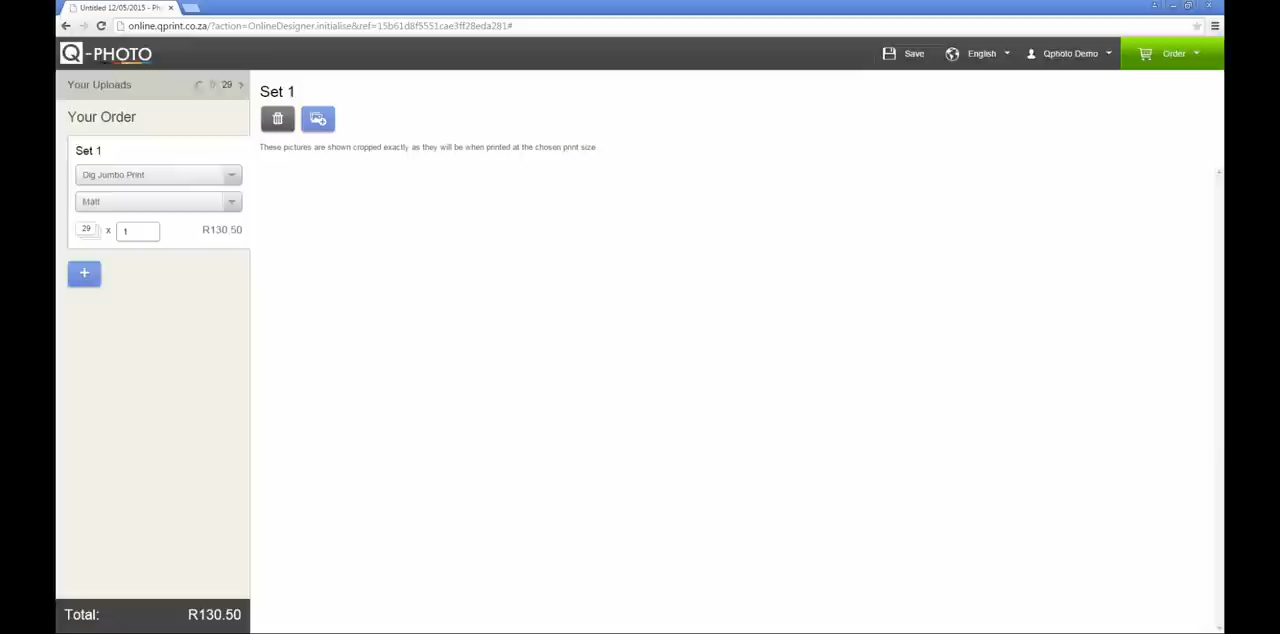 Untitled 12/05/2015 - Ph
online.qprint.co.za/?action=OnlineDesigner.initialise&ref=15b61d8f5551cae3ff28eda281#
Q-PHOTO
Save
English
Qphoto Demo
Order
Your Uploads
29
Your Order
Set 1
Dig Jumbo Print
Matt
29 x 1 R130.50
+
Total: R130.50
Set 1
These pictures are shown cropped exactly as they will be when printed at the chosen print size